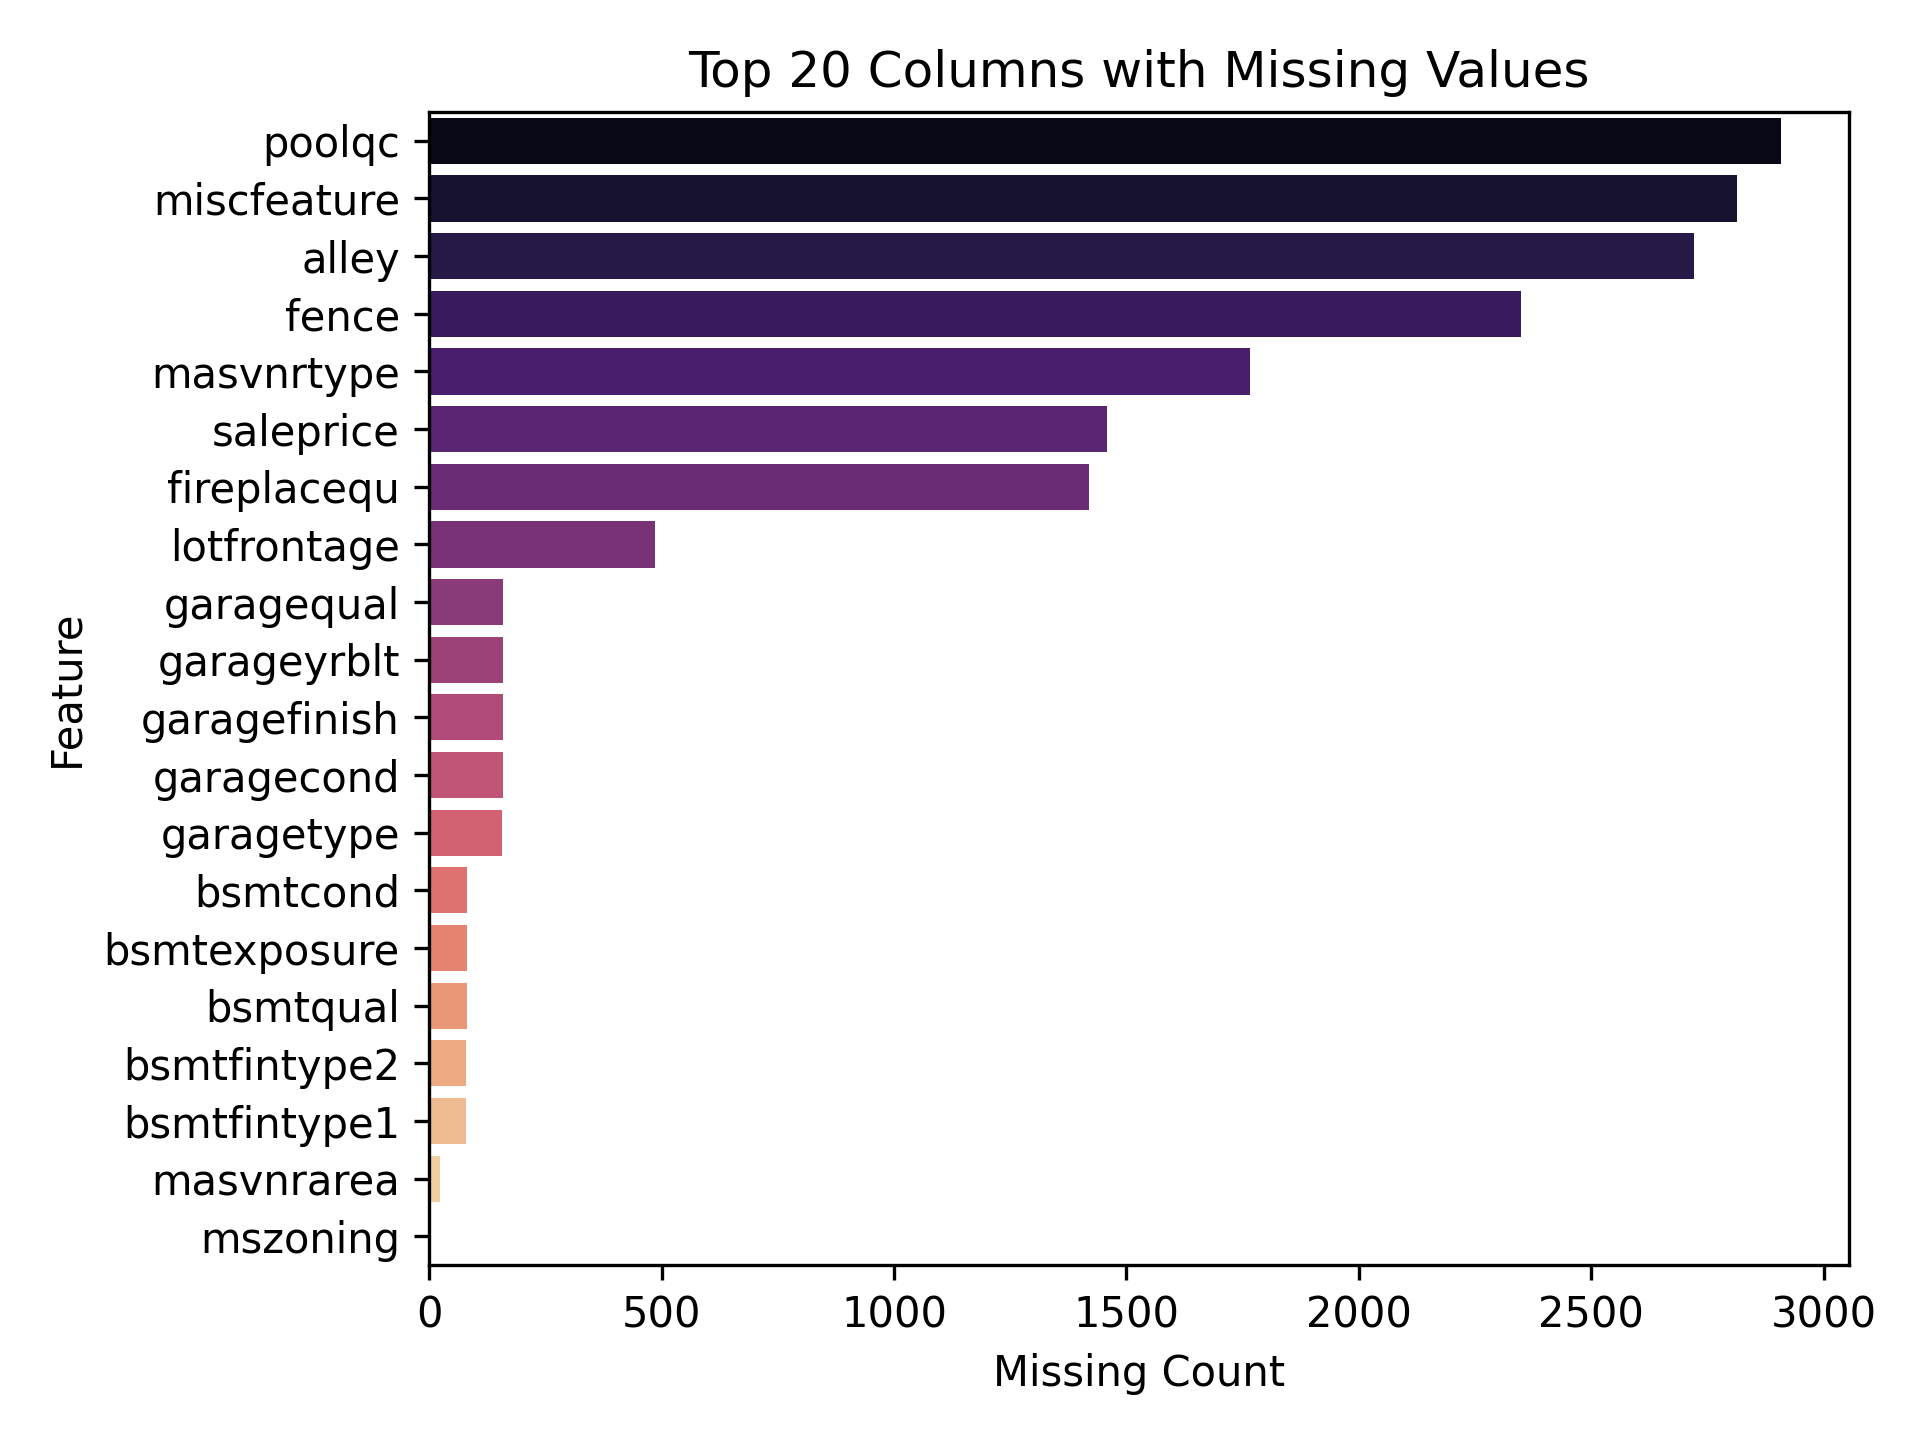 Top 20 Columns with Missing Values
poolqc
miscfeature
alley
fence
masvnrtype
saleprice
fireplacequ
lotfrontage
garagequal
garageyrblt
garagefinish
garagecond
garagetype
bsmtcond
bsmtexposure
bsmtqual
bsmtfintype2
bsmtfintype1
masvnrarea
mszoning
Feature
0 500 1000 1500 2000 2500 3000
Missing Count